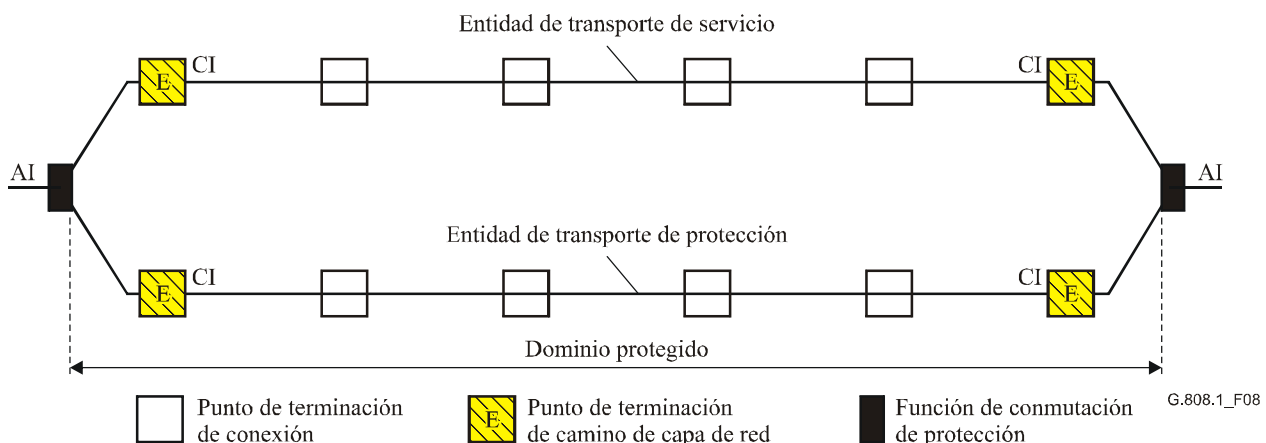 Entidad de transporte de servicio
E CI CI E
AI AI
Entidad de transporte de protección
E CI CI E
Dominio protegido
Punto de terminación
de conexión
E
Punto de terminación
de camino de capa de red
Función de conmutación
de protección
G.808.1_F08